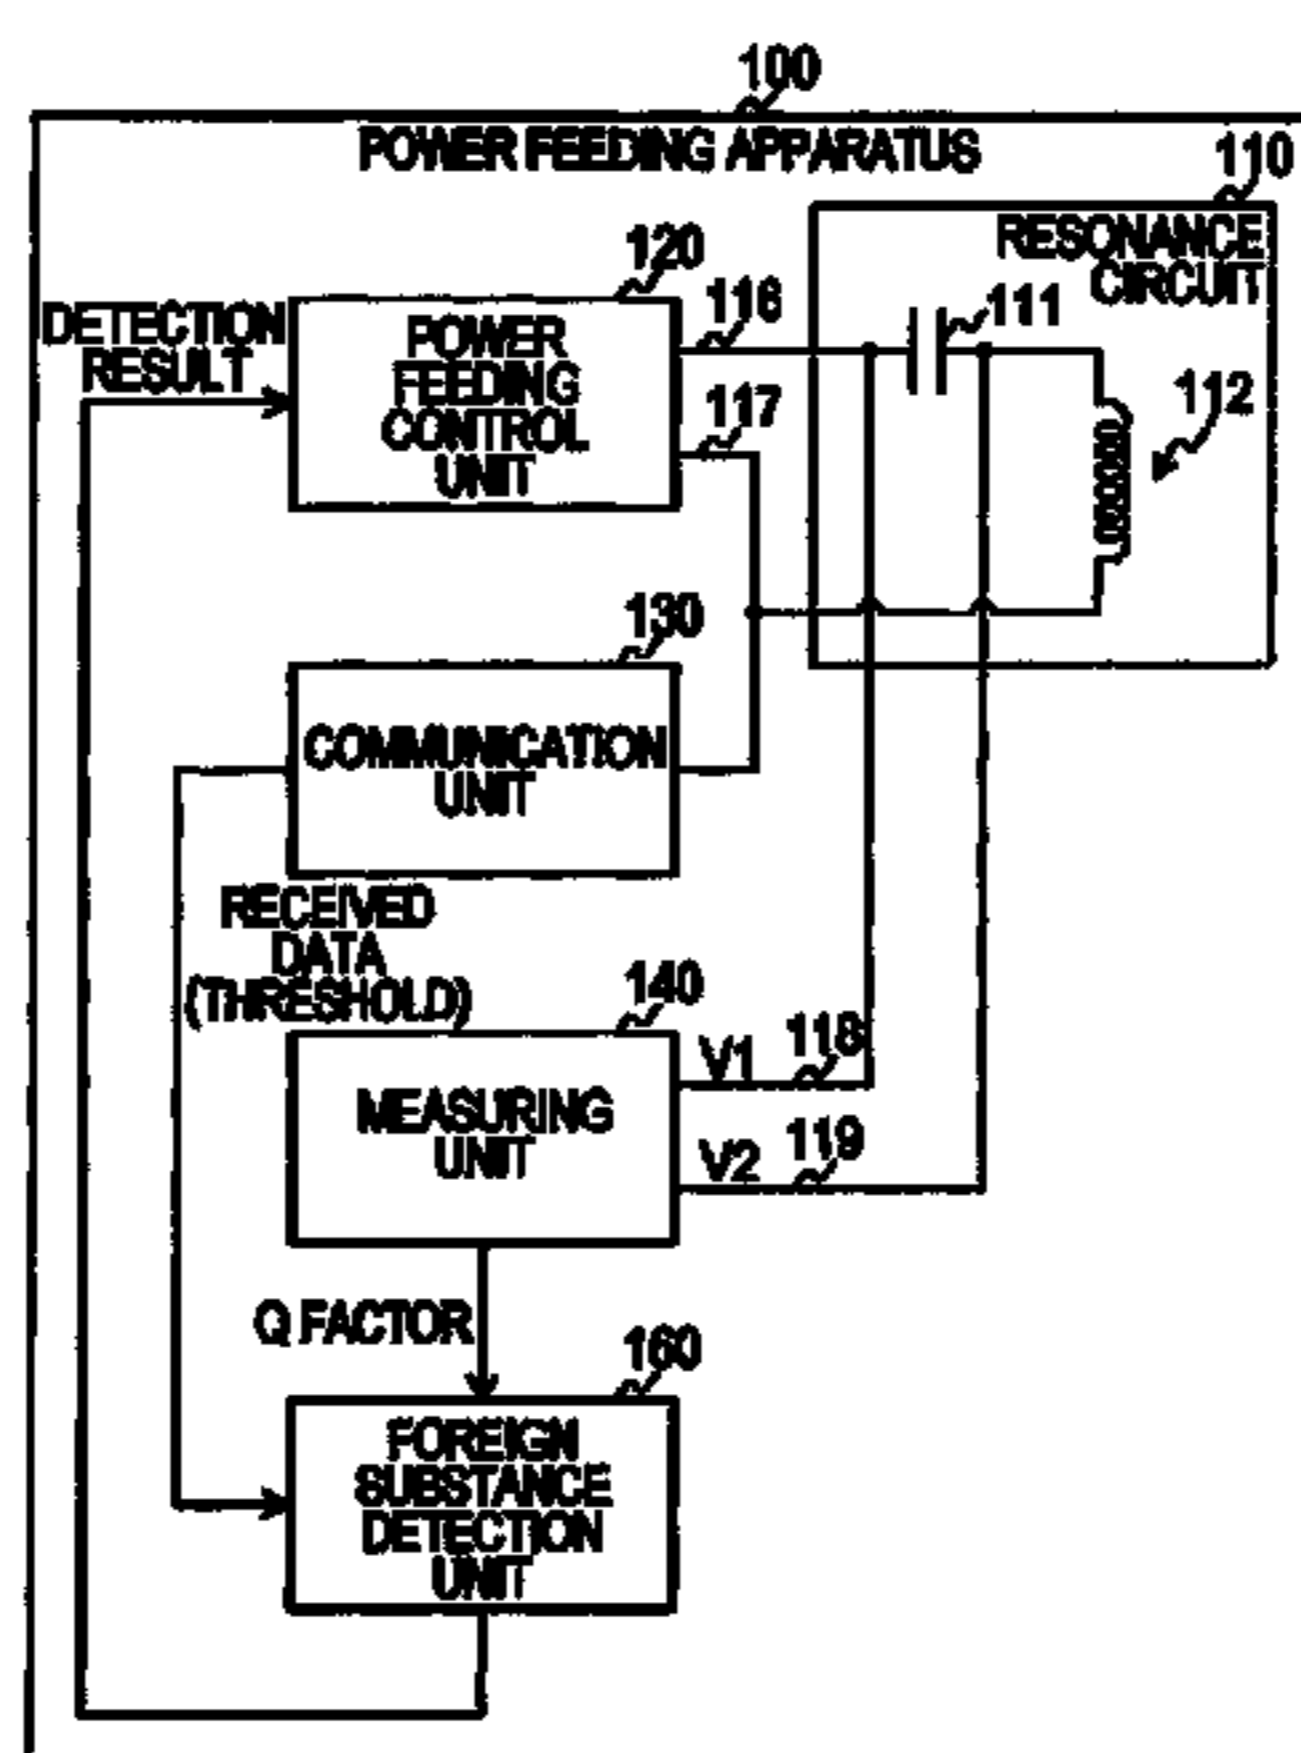 100
POWER FEEDING APPARATUS
110
RESONANCE
CIRCUIT
120
116
111
DETECTION
RESULT
POWER
FEEDING
CONTROL
UNIT
117
112
130
COMMUNICATION
UNIT
RECEIVED
DATA
(THRESHOLD)
140
V1
118
MEASURING
UNIT
V2
119
Q FACTOR
160
FOREIGN
SUBSTANCE
DETECTION
UNIT